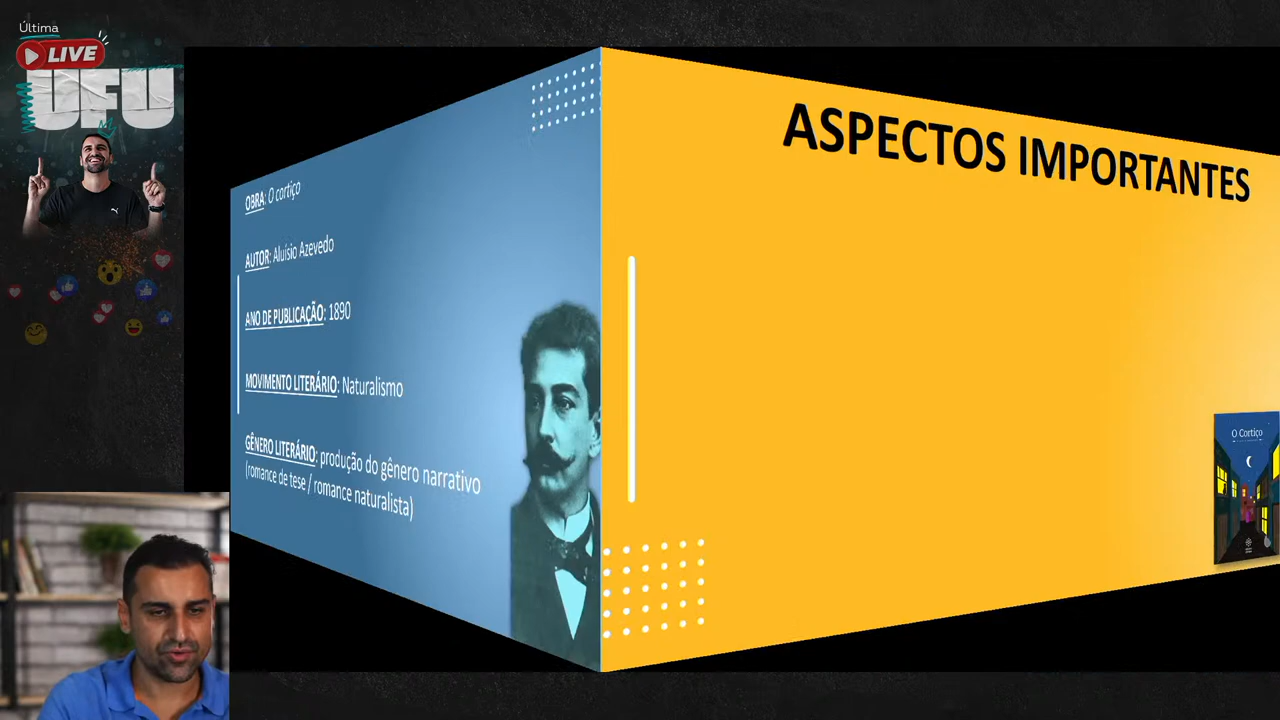 Última
LIVE
UFU
OBRA: O cortiço
AUTOR: Aluísio Azevedo
ANO DE PUBLICAÇÃO: 1890
MOVIMENTO LITERÁRIO: Naturalismo
GÊNERO LITERÁRIO: produção do gênero narrativo
(romance de tese / romance naturalista)
ASPECTOS IMPORTANTES
O Cortiço